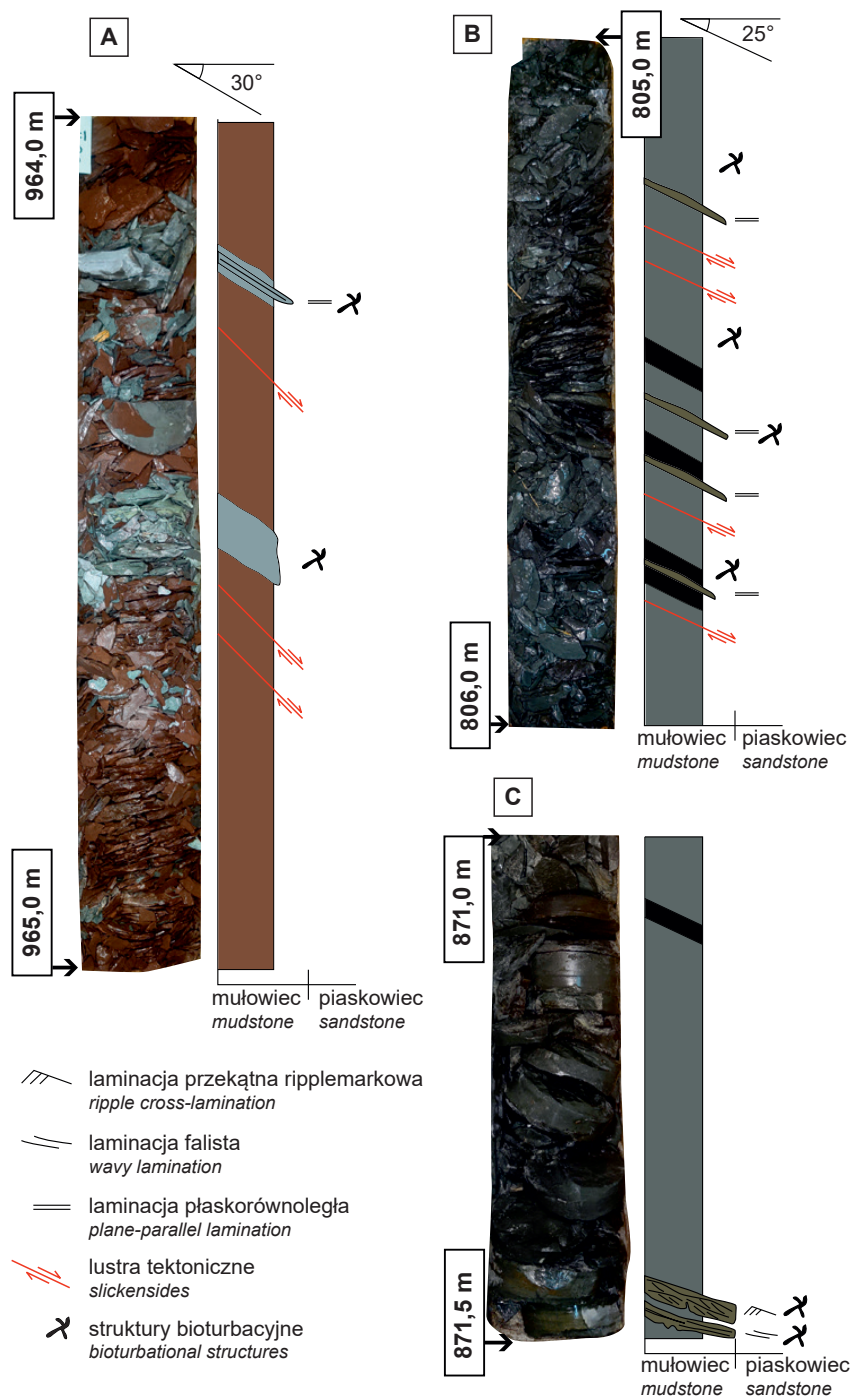 A
30°
964,0 m
965,0 m
mułowiec
mudstone
piaskowiec
sandstone
B
25°
805,0 m
806,0 m
mułowiec
mudstone
piaskowiec
sandstone
C
871,0 m
871,5 m
mułowiec
mudstone
piaskowiec
sandstone
laminacja przekątna ripplemarkowa
ripple cross-lamination
laminacja falista
wavy lamination
laminacja płaskorównoległa
plane-parallel lamination
lustra tektoniczne
slickensides
struktury bioturbacyjne
bioturbational structures